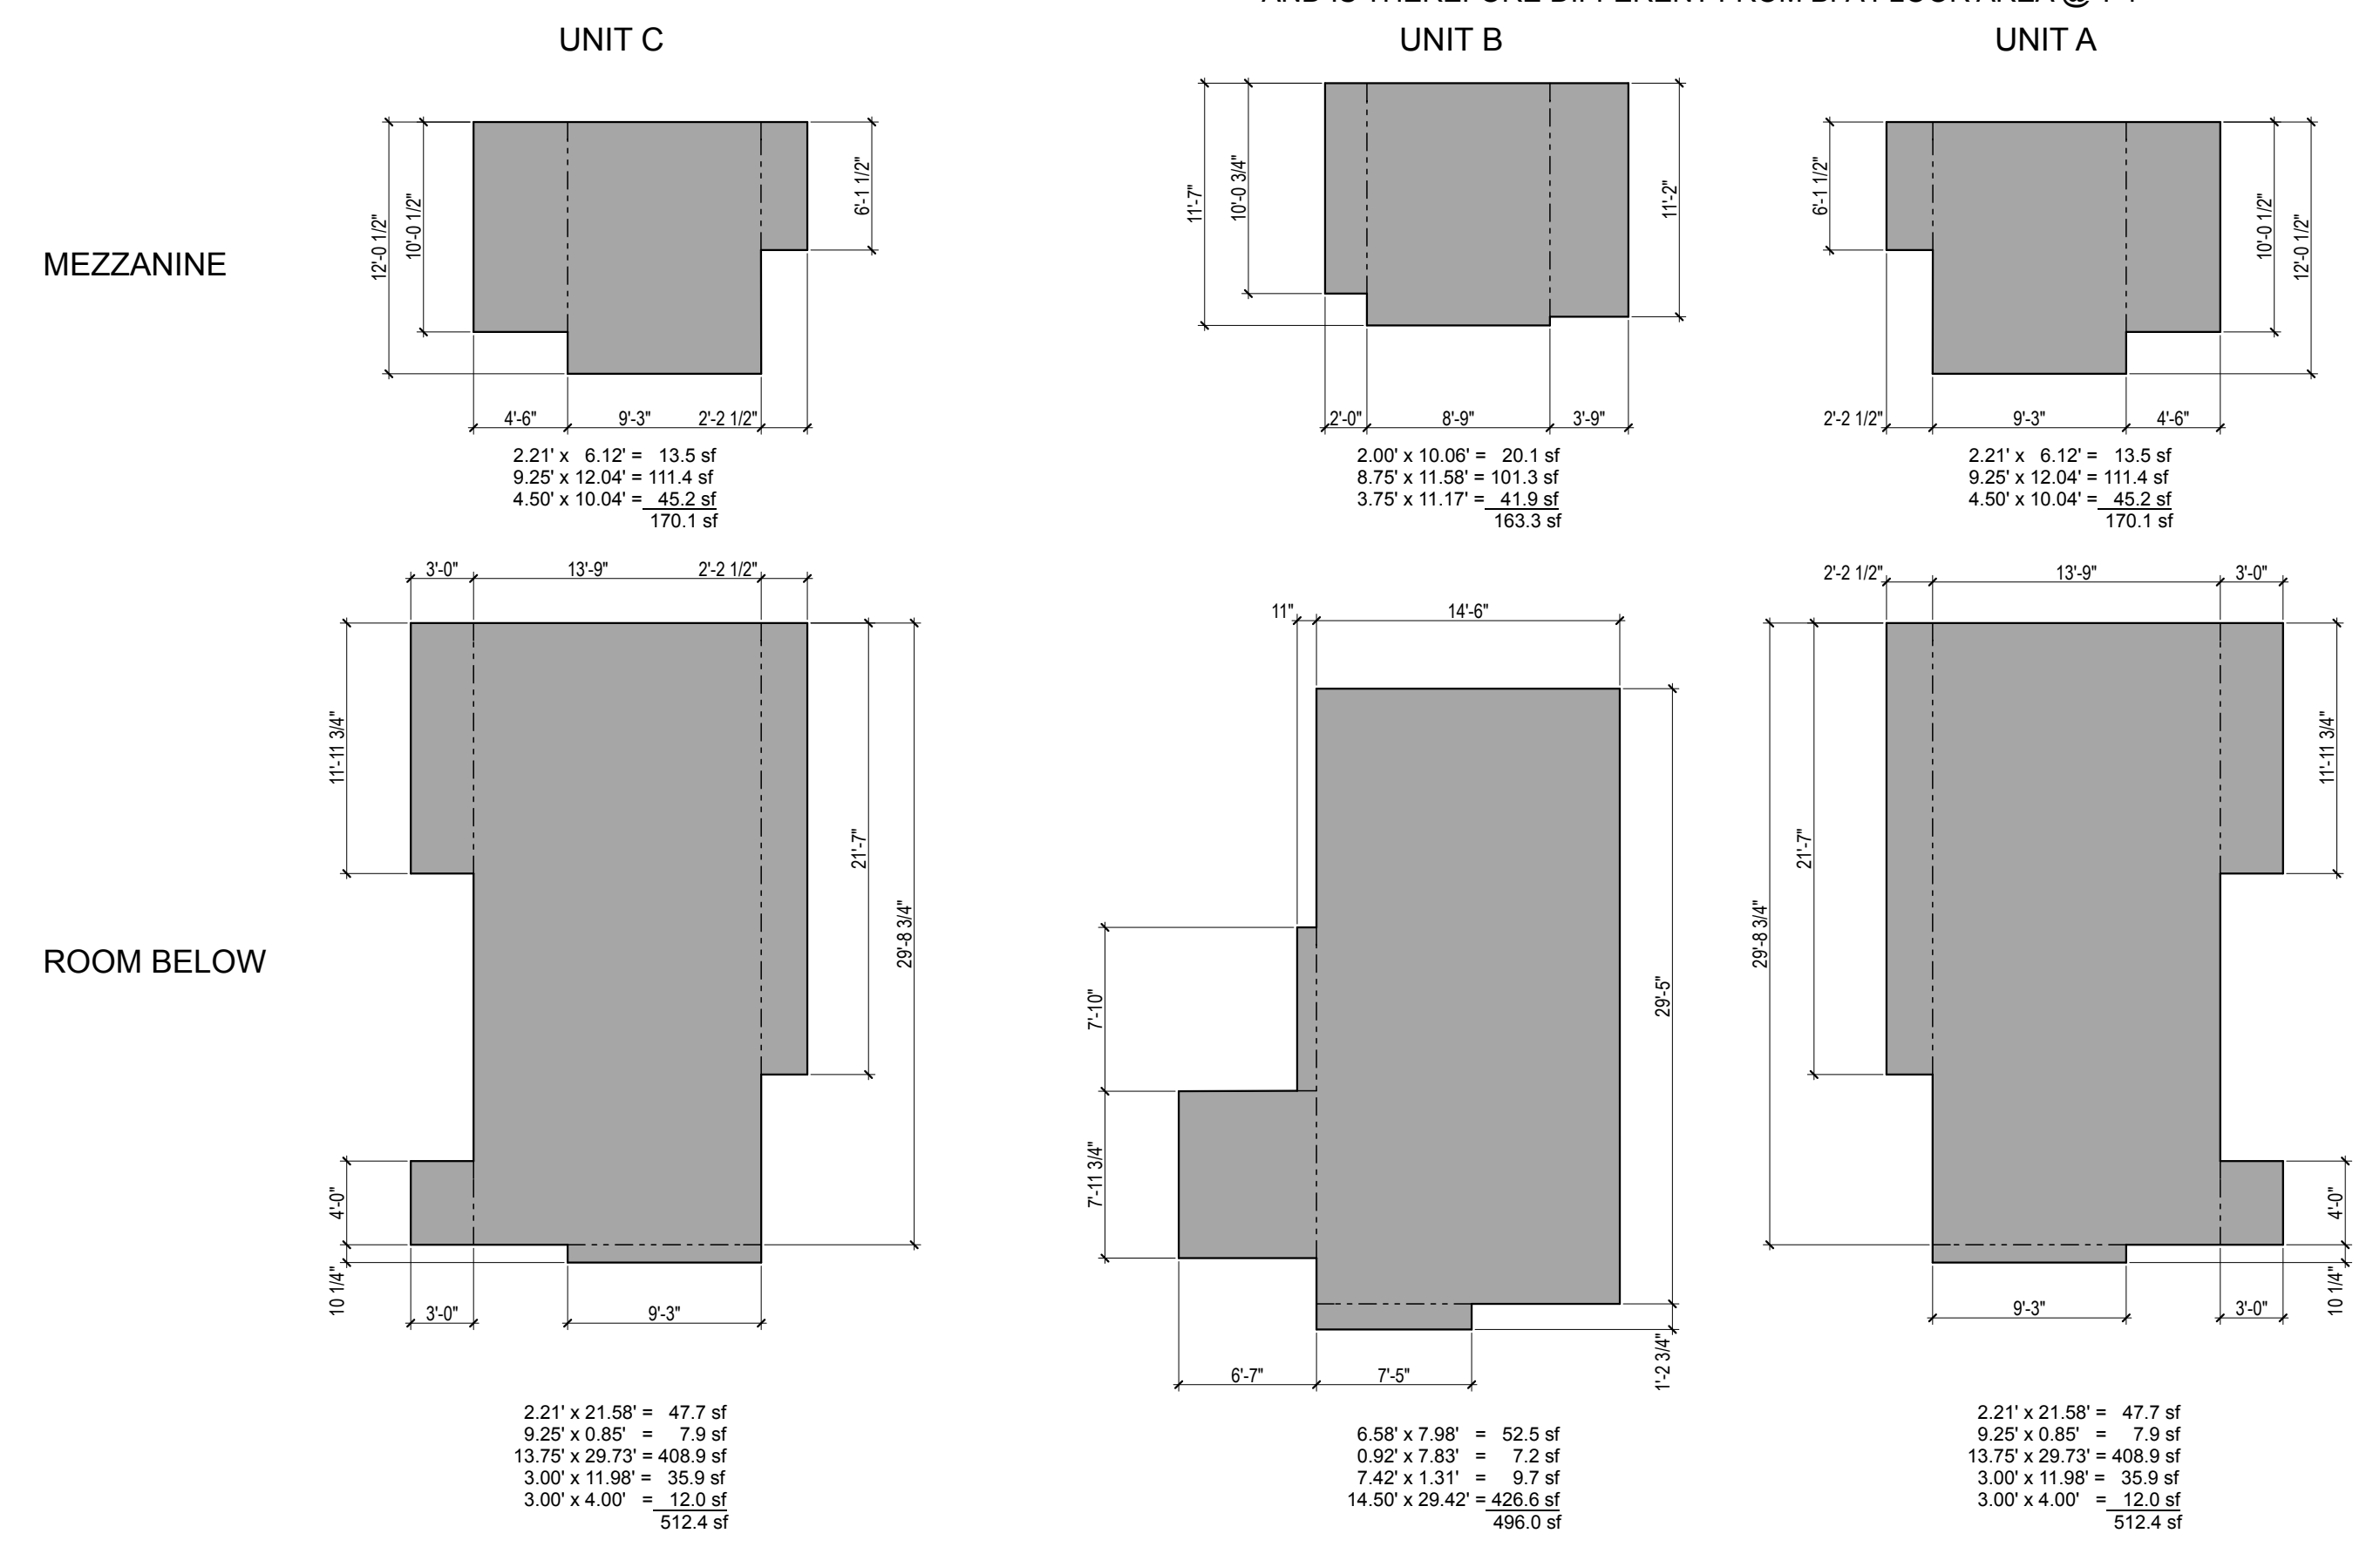 UNIT C
UNIT B
UNIT A
MEZZANINE
12'-0 1/2"
10'-0 1/2"
6'-1 1/2"
4'-6"
9'-3"
2'-2 1/2"
2.21' x 6.12' = 13.5 sf
9.25' x 12.04' = 111.4 sf
4.50' x 10.04' = 45.2 sf
170.1 sf
11'-7"
10'-0 3/4"
11'-2"
2'-0"
8'-9"
3'-9"
2.00' x 10.06' = 20.1 sf
8.75' x 11.58' = 101.3 sf
3.75' x 11.17' = 41.9 sf
163.3 sf
6'-1 1/2"
10'-0 1/2"
12'-0 1/2"
2'-2 1/2"
9'-3"
4'-6"
2.21' x 6.12' = 13.5 sf
9.25' x 12.04' = 111.4 sf
4.50' x 10.04' = 45.2 sf
170.1 sf
ROOM BELOW
3'-0"
13'-9"
2'-2 1/2"
11'-11 3/4"
21'-7"
29'-8 3/4"
4'-0"
10 1/4"
3'-0"
9'-3"
2.21' x 21.58' = 47.7 sf
9.25' x 0.85' = 7.9 sf
13.75' x 29.73' = 408.9 sf
3.00' x 11.98' = 35.9 sf
3.00' x 4.00' = 12.0 sf
512.4 sf
11"
14'-6"
7'-10"
29'-5"
7'-11 3/4"
1'-2 3/4"
6'-7"
7'-5"
6.58' x 7.98' = 52.5 sf
0.92' x 7.83' = 7.2 sf
7.42' x 1.31' = 9.7 sf
14.50' x 29.42' = 426.6 sf
496.0 sf
2'-2 1/2"
13'-9"
3'-0"
11'-11 3/4"
21'-7"
29'-8 3/4"
4'-0"
10 1/4"
9'-3"
3'-0"
2.21' x 21.58' = 47.7 sf
9.25' x 0.85' = 7.9 sf
13.75' x 29.73' = 408.9 sf
3.00' x 11.98' = 35.9 sf
3.00' x 4.00' = 12.0 sf
512.4 sf